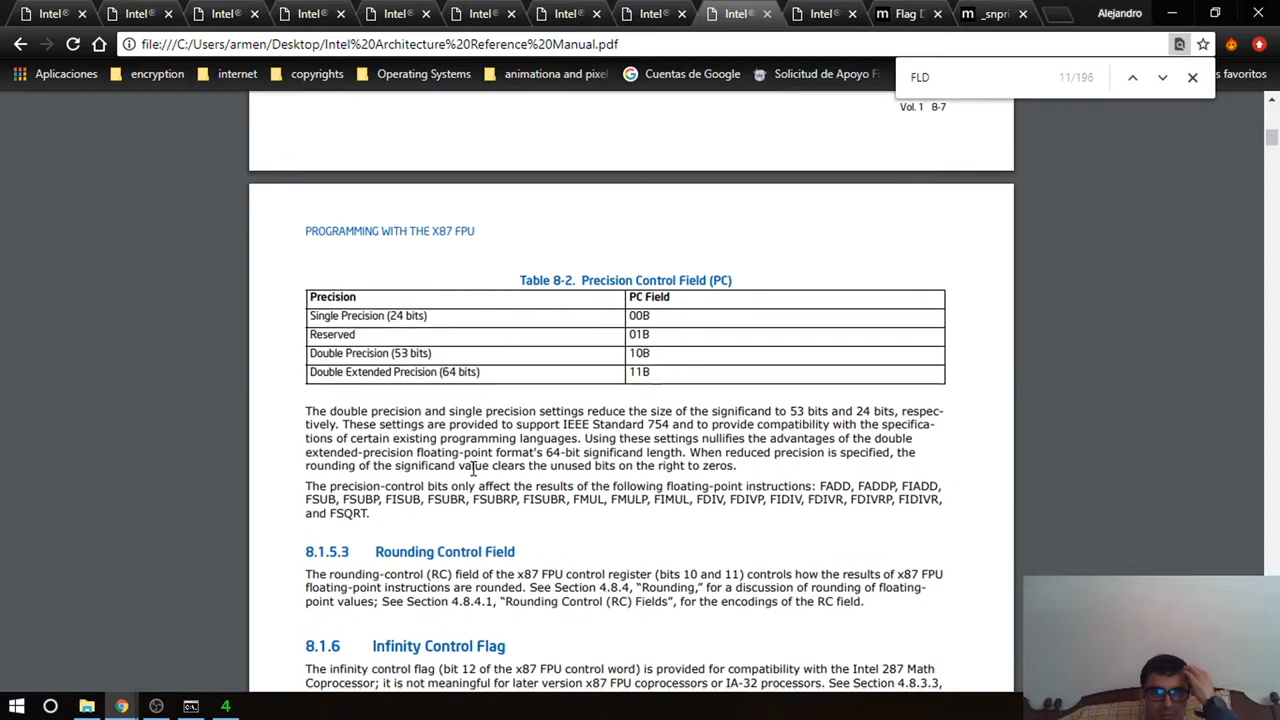 Intel® Intel® Intel® Intel® Intel® Intel® Intel® Intel® Intel® Intel® Flag D _snpri Alejandro
file:///C:/Users/armen/Desktop/Intel%20Architecture%20Reference%20Manual.pdf
Aplicaciones encryption internet copyrights Operating Systems animationa and pixel Cuentas de Google Solicitud de Apoyo Fi s favoritos
FLD 11/196
Vol. 1 8-7
PROGRAMMING WITH THE X87 FPU
Table 8-2. Precision Control Field (PC)
Precision PC Field
Single Precision (24 bits) 00B
Reserved 01B
Double Precision (53 bits) 10B
Double Extended Precision (64 bits) 11B
The double precision and single precision settings reduce the size of the significand to 53 bits and 24 bits, respec-
tively. These settings are provided to support IEEE Standard 754 and to provide compatibility with the specifica-
tions of certain existing programming languages. Using these settings nullifies the advantages of the double
extended-precision floating-point format's 64-bit significand length. When reduced precision is specified, the
rounding of the significand value clears the unused bits on the right to zeros.
The precision-control bits only affect the results of the following floating-point instructions: FADD, FADDP, FIADD,
FSUB, FSUBP, FISUB, FSUBR, FSUBRP, FISUBR, FMUL, FMULP, FIMUL, FDIV, FDIVP, FIDIV, FDIVR, FDIVRP, FIDIVR,
and FSQRT.
8.1.5.3 Rounding Control Field
The rounding-control (RC) field of the x87 FPU control register (bits 10 and 11) controls how the results of x87 FPU
floating-point instructions are rounded. See Section 4.8.4, “Rounding,” for a discussion of rounding of floating-
point values; See Section 4.8.4.1, “Rounding Control (RC) Fields”, for the encodings of the RC field.
8.1.6 Infinity Control Flag
The infinity control flag (bit 12 of the x87 FPU control word) is provided for compatibility with the Intel 287 Math
Coprocessor; it is not meaningful for later version x87 FPU coprocessors or IA-32 processors. See Section 4.8.3.3,
4